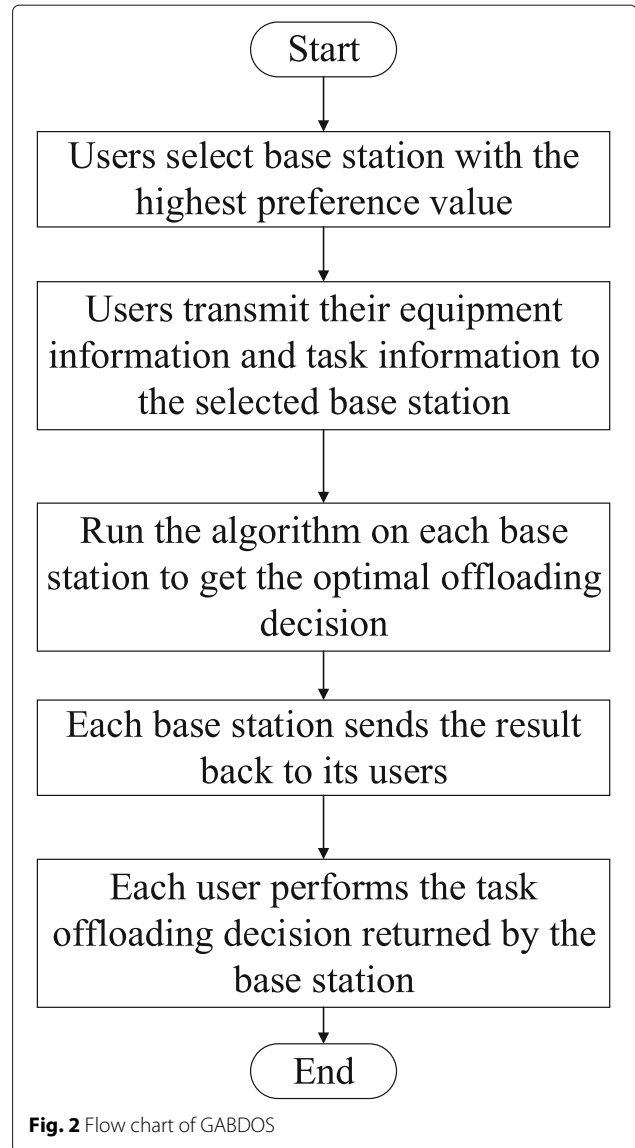 Start
Users select base station with the
highest preference value
Users transmit their equipment
information and task information to
the selected base station
Run the algorithm on each base
station to get the optimal offloading
decision
Each base station sends the result
back to its users
Each user performs the task
offloading decision returned by the
base station
End
Fig. 2 Flow chart of GABDOS